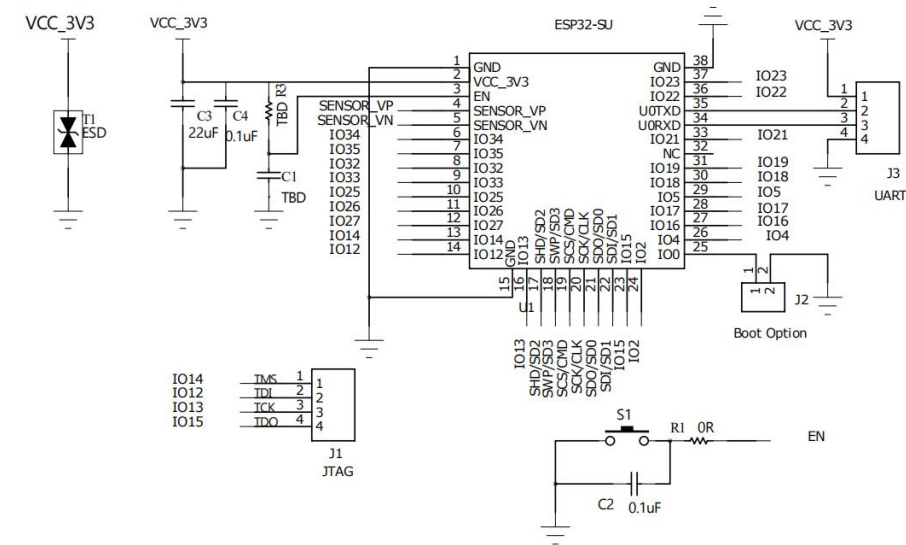 VCC_3V3
VCC_3V3
ESP32-SU
VCC_3V3
T1
ESD
C3
22uF
C4
0.1uF
R3
TBD
C1
TBD
SENSOR_VP
SENSOR_VN
IO34
IO35
IO32
IO33
IO25
IO26
IO27
IO14
IO12
1 GND
2 VCC_3V3
3 EN
4 SENSOR_VP
5 SENSOR_VN
6 IO34
7 IO35
8 IO32
9 IO33
10 IO25
11 IO26
12 IO27
13 IO14
14 IO12
GND 38
IO23 37 IO23
IO22 36 IO22
U0TXD 35
U0RXD 34
IO21 33 IO21
NC 32
IO19 31 IO19
IO18 30 IO18
IO5 29 IO5
IO17 28 IO17
IO16 27 IO16
IO4 26 IO4
IO0 25
GND 15
IO13 16
SHD/SD2 17
SWP/SD3 18
SCS/CMD 19
SCK/CLK 20
SDO/SD0 21
SDI/SD1 22
IO15 23
IO2 24
U1
IO13
SHD/SD2
SWP/SD3
SCS/CMD
SCK/CLK
SDO/SD0
SDI/SD1
IO15
IO2
1 1
2 2
3 3
4 4
J3
UART
1 1
2 2
J2
Boot Option
IO14 TMS 1 1
IO12 TDI 2 2
IO13 TCK 3 3
IO15 TDO 4 4
J1
JTAG
S1
R1 0R
EN
C2 0.1uF